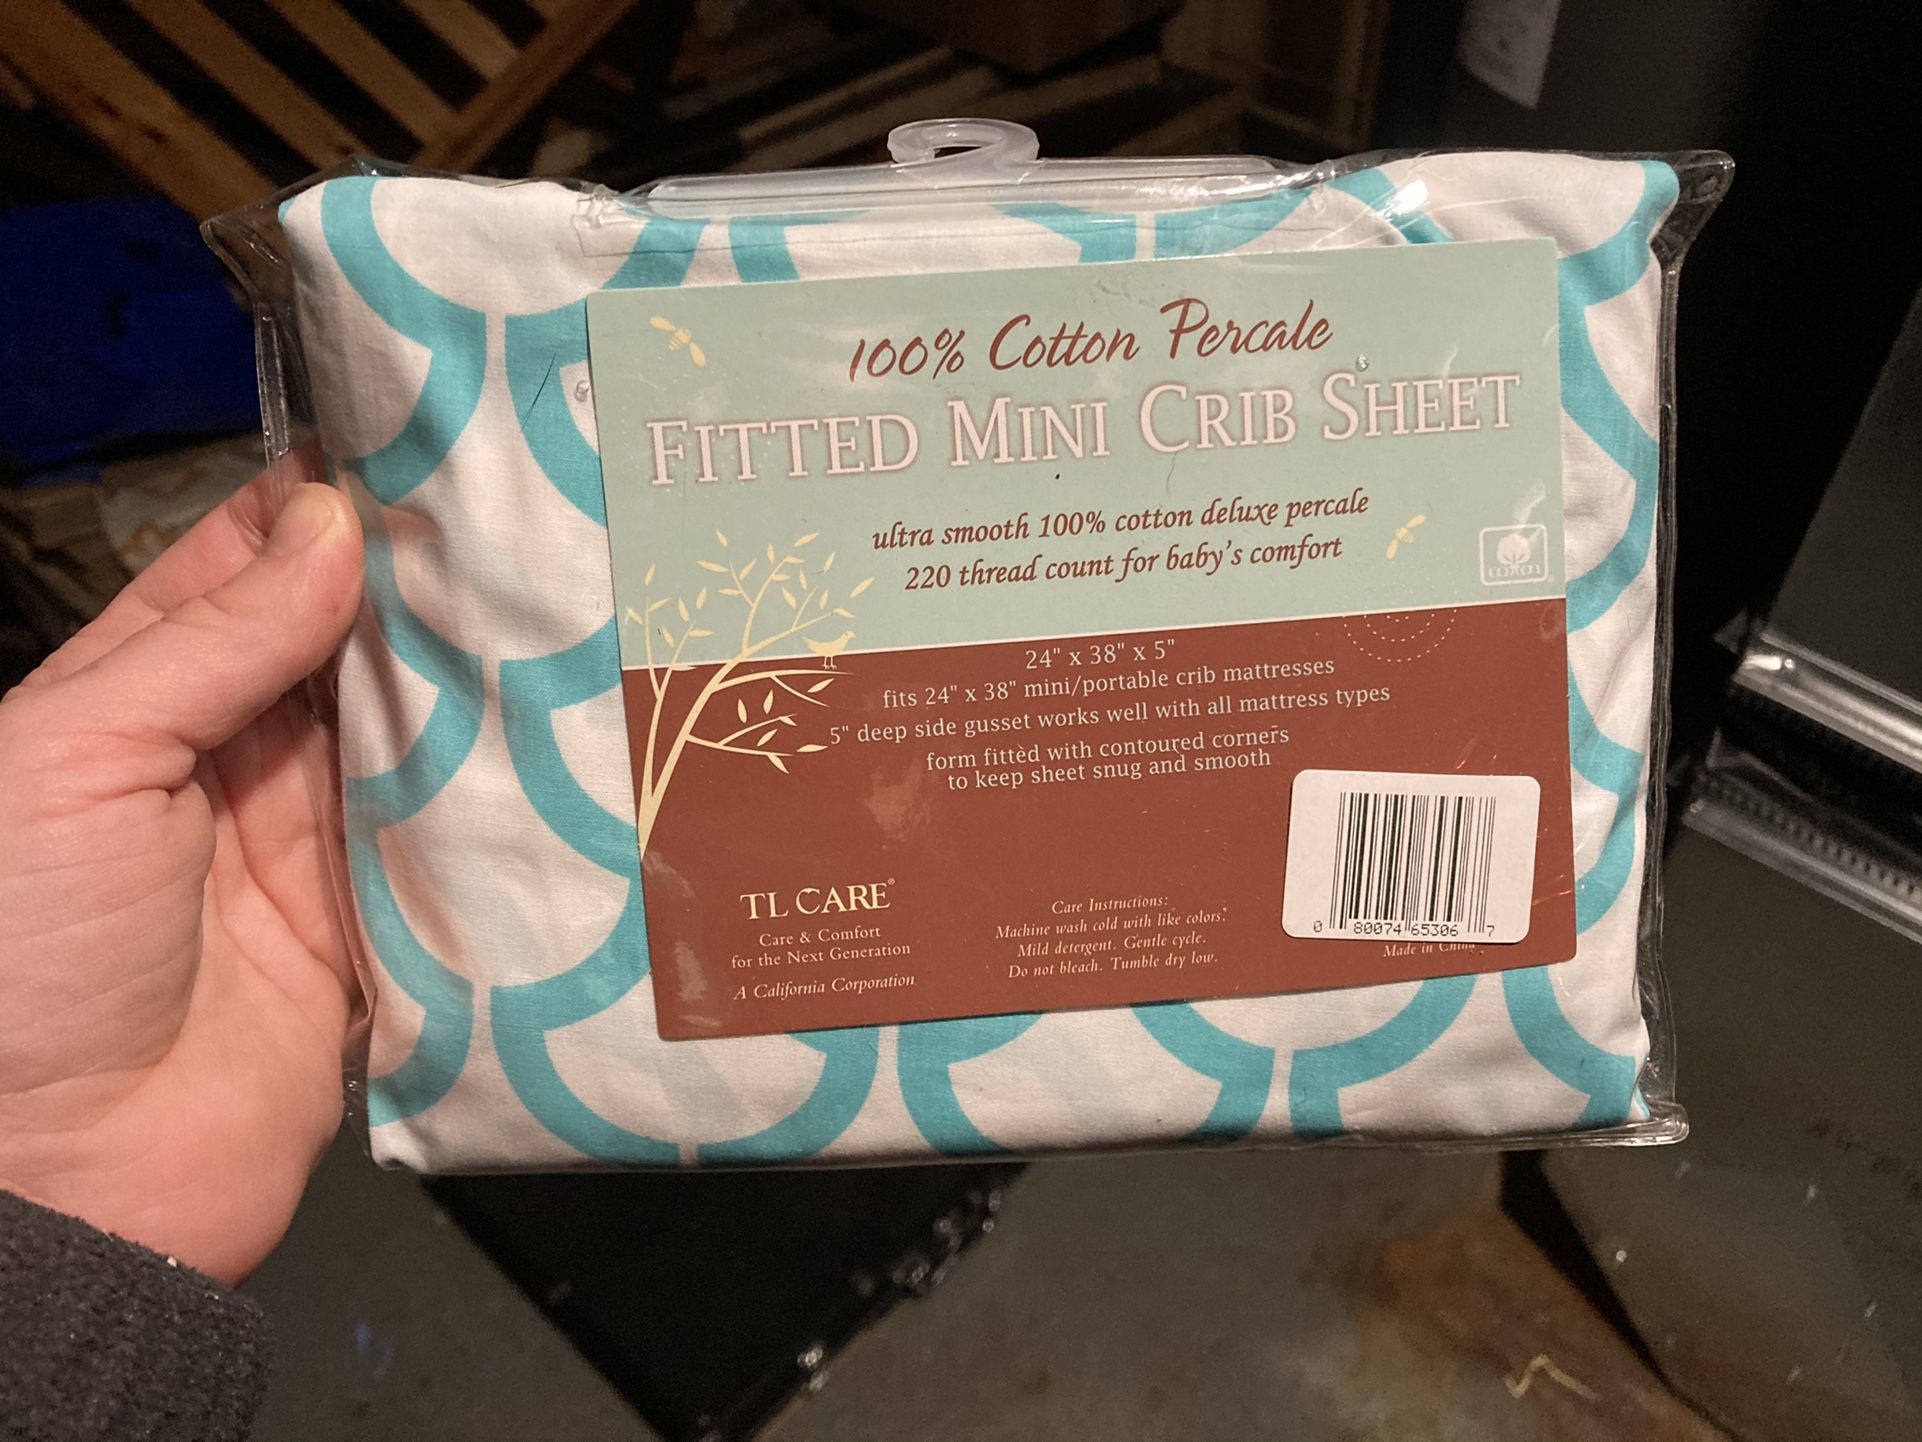 100% Cotton Percale
FITTED MINI CRIB SHEET
ultra smooth 100% cotton deluxe percale
220 thread count for baby's comfort
COTTON
24" x 38" x 5"
fits 24" x 38" mini/portable crib mattresses
5" deep side gusset works well with all mattress types
form fitted with contoured corners
to keep sheet snug and smooth
TL CARE®
Care & Comfort
for the Next Generation
A California Corporation
Care Instructions:
Machine wash cold with like colors.
Mild detergent. Gentle cycle.
Do not bleach. Tumble dry low.
0 80074 65306 7
Made in China